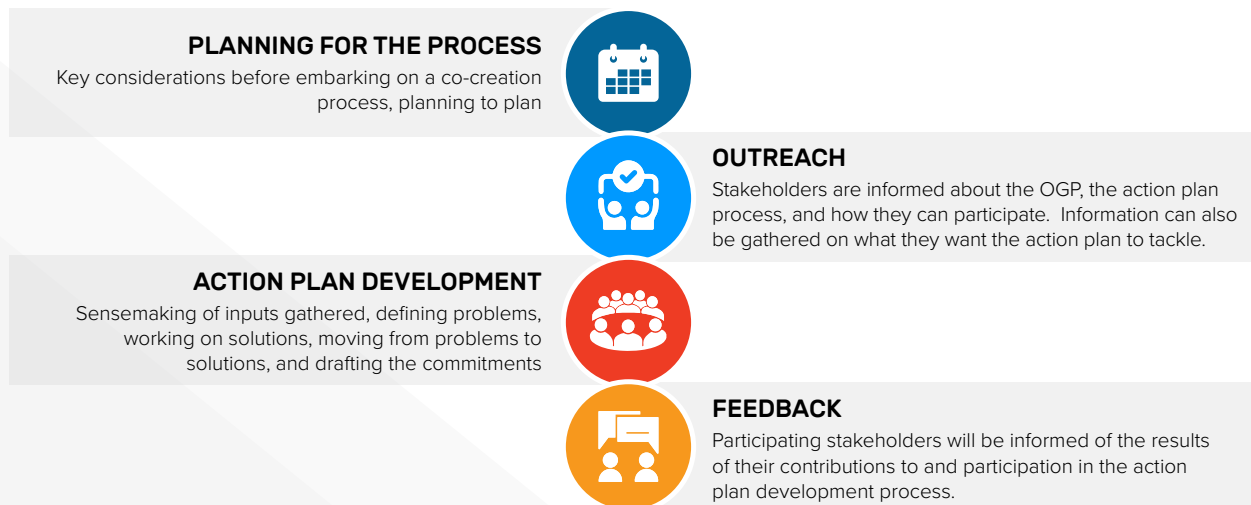 PLANNING FOR THE PROCESS
Key considerations before embarking on a co-creation
process, planning to plan
OUTREACH
Stakeholders are informed about the OGP, the action plan
process, and how they can participate.  Information can also
be gathered on what they want the action plan to tackle.
ACTION PLAN DEVELOPMENT
Sensemaking of inputs gathered, defining problems,
working on solutions, moving from problems to
solutions, and drafting the commitments
FEEDBACK
Participating stakeholders will be informed of the results
of their contributions to and participation in the action
plan development process.